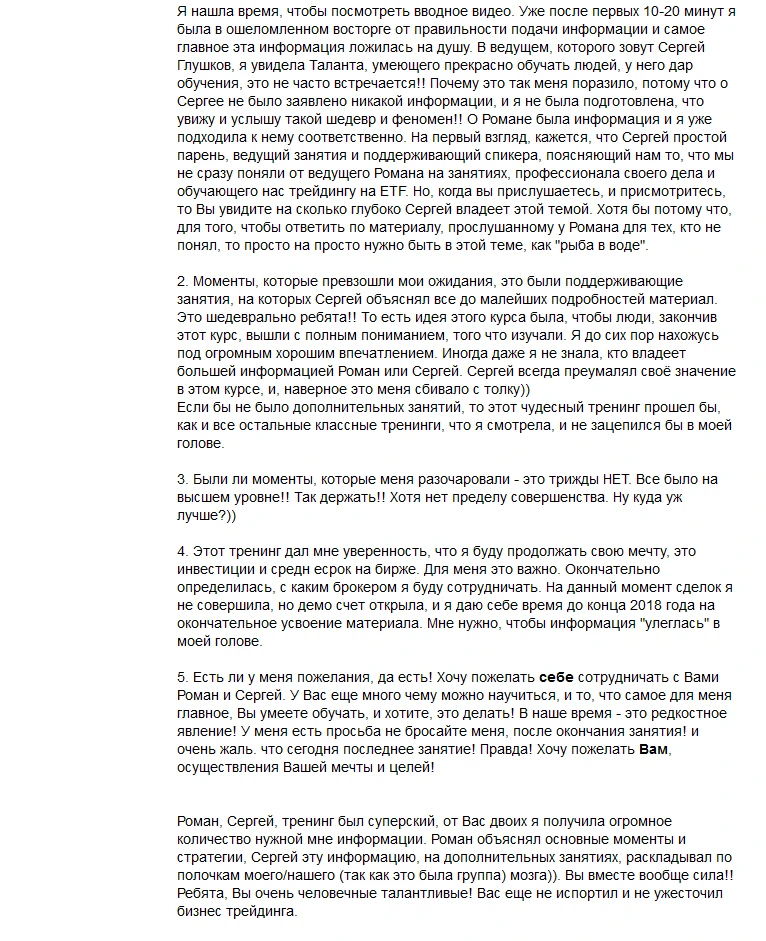 Я нашла время, чтобы посмотреть вводное видео. Уже после первых 10-20 минут я
была в ошеломленном восторге от правильности подачи информации и самое
главное эта информация ложилась на душу. В ведущем, которого зовут Сергей
Глушков, я увидела Таланта, умеющего прекрасно обучать людей, у него дар
обучения, это не часто встречается!! Почему это так меня поразило, потому что о
Сергее не было заявлено никакой информации, и я не была подготовлена, что
увижу и услышу такой шедевр и феномен!! О Романе была информация и я уже
подходила к нему соответственно. На первый взгляд, кажется, что Сергей простой
парень, ведущий занятия и поддерживающий спикера, поясняющий нам то, что мы
не сразу поняли от ведущего Романа на занятиях, профессионала своего дела и
обучающего нас трейдингу на ETF. Но, когда вы прислушаетесь, и присмотритесь,
то Вы увидите на сколько глубоко Сергей владеет этой темой. Хотя бы потому что,
для того, чтобы ответить по материалу, прослушанному у Романа для тех, кто не
понял, то просто на просто нужно быть в этой теме, как "рыба в воде".
2. Моменты, которые превзошли мои ожидания, это были поддерживающие
занятия, на которых Сергей объяснял все до малейших подробностей материал.
Это шедеврально ребята!! То есть идея этого курса была, чтобы люди, закончив
этот курс, вышли с полным пониманием, того что изучали. Я до сих пор нахожусь
под огромным хорошим впечатлением. Иногда даже я не знала, кто владеет
большей информацией Роман или Сергей. Сергей всегда преумалял своё значение
в этом курсе, и, наверное это меня сбивало с толку))
Если бы не было дополнительных занятий, то этот чудесный тренинг прошел бы,
как и все остальные классные тренинги, что я смотрела, и не зацепился бы в моей
голове.
3. Были ли моменты, которые меня разочаровали - это трижды НЕТ. Все было на
высшем уровне!! Так держать!! Хотя нет пределу совершенства. Ну куда уж
лучше?))
4. Этот тренинг дал мне уверенность, что я буду продолжать свою мечту, это
инвестиции и средн есрок на бирже. Для меня это важно. Окончательно
определилась, с каким брокером я буду сотрудничать. На данный момент сделок я
не совершила, но демо счет открыла, и я даю себе время до конца 2018 года на
окончательное усвоение материала. Мне нужно, чтобы информация "улеглась" в
моей голове.
5. Есть ли у меня пожелания, да есть! Хочу пожелать себе сотрудничать с Вами
Роман и Сергей. У Вас еще много чему можно научиться, и то, что самое для меня
главное, Вы умеете обучать, и хотите, это делать! В наше время - это редкостное
явление! У меня есть просьба не бросайте меня, после окончания занятия! и
очень жаль. что сегодня последнее занятие! Правда! Хочу пожелать Вам,
осуществления Вашей мечты и целей!
Роман, Сергей, тренинг был суперский, от Вас двоих я получила огромное
количество нужной мне информации. Роман объяснял основные моменты и
стратегии, Сергей эту информацию, на дополнительных занятиях, раскладывал по
полочкам моего/нашего (так как это была группа) мозга)). Вы вместе вообще сила!!
Ребята, Вы очень человечные талантливые! Вас еще не испортил и не ужесточил
бизнес трейдинга.